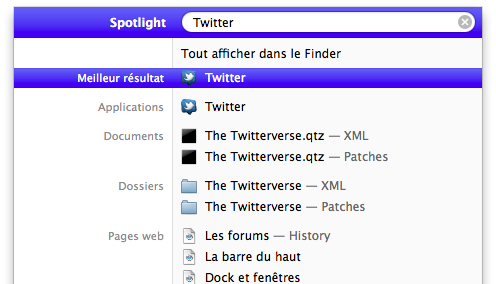 Spotlight Twitter
Tout afficher dans le Finder
Meilleur résultat Twitter
Applications Twitter
Documents The Twitterverse.qtz — XML
The Twitterverse.qtz — Patches
Dossiers The Twitterverse — XML
The Twitterverse — Patches
Pages web Les forums — History
La barre du haut
Dock et fenêtres